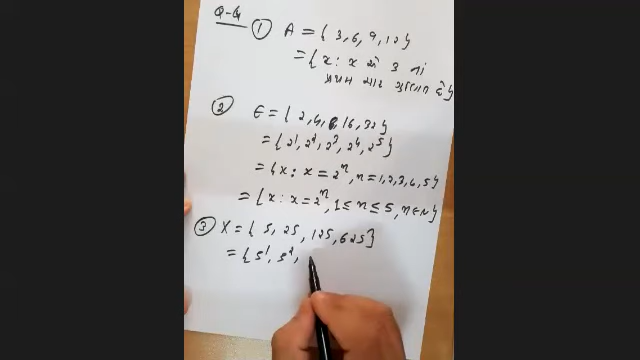 Q-4
① A = { 3, 6, 9, 12 }
= { x : x એ 3 નાં
પ્રથમ ચાર ગુણિત છે }
② E = { 2, 4, 8, 16, 32 }
= { 2¹, 2², 2³, 2⁴, 2⁵ }
= { x : x = 2ⁿ, n = 1, 2, 3, 4, 5 }
= { x : x = 2ⁿ, 1 ≤ n ≤ 5, n ∈ N }
③ X = { 5, 25, 125, 625 }
= { 5¹, 5²,